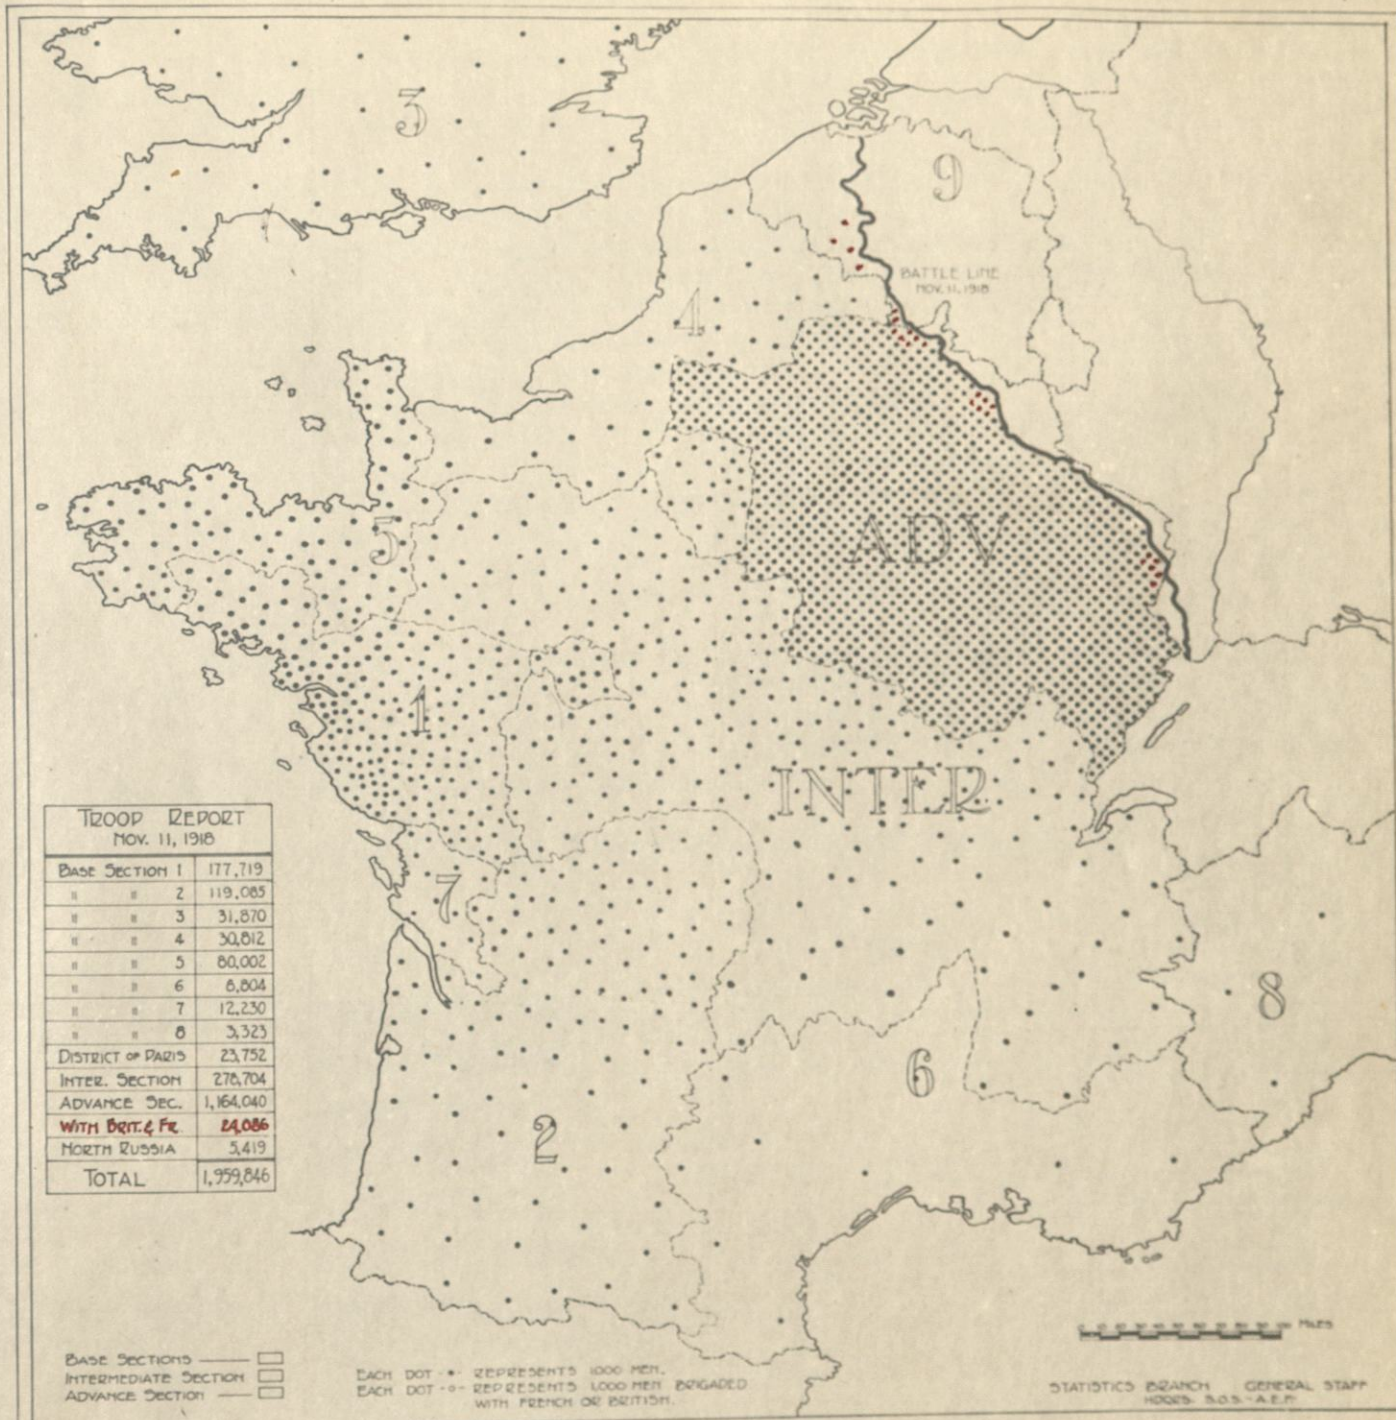 3
9
BATTLE LINE
NOV. 11, 1918
4
5
ADV
1
INTER
7
8
6
2
TROOP REPORT
NOV. 11, 1918
BASE SECTION 1 177,719
" " 2 119,085
" " 3 31,870
" " 4 30,812
" " 5 80,002
" " 6 8,804
" " 7 12,230
" " 8 3,323
DISTRICT OF PARIS 23,752
INTER. SECTION 278,704
ADVANCE SEC. 1,164,040
WITH BRIT. & FR. 24,086
NORTH RUSSIA 5,419
TOTAL 1,959,846
MILES
BASE SECTIONS
INTERMEDIATE SECTION
ADVANCE SECTION
EACH DOT REPRESENTS 1000 MEN.
EACH DOT REPRESENTS 1,000 MEN BRIGADED
WITH FRENCH OR BRITISH.
STATISTICS BRANCH GENERAL STAFF
HDQRS. S.O.S. - A.E.F.